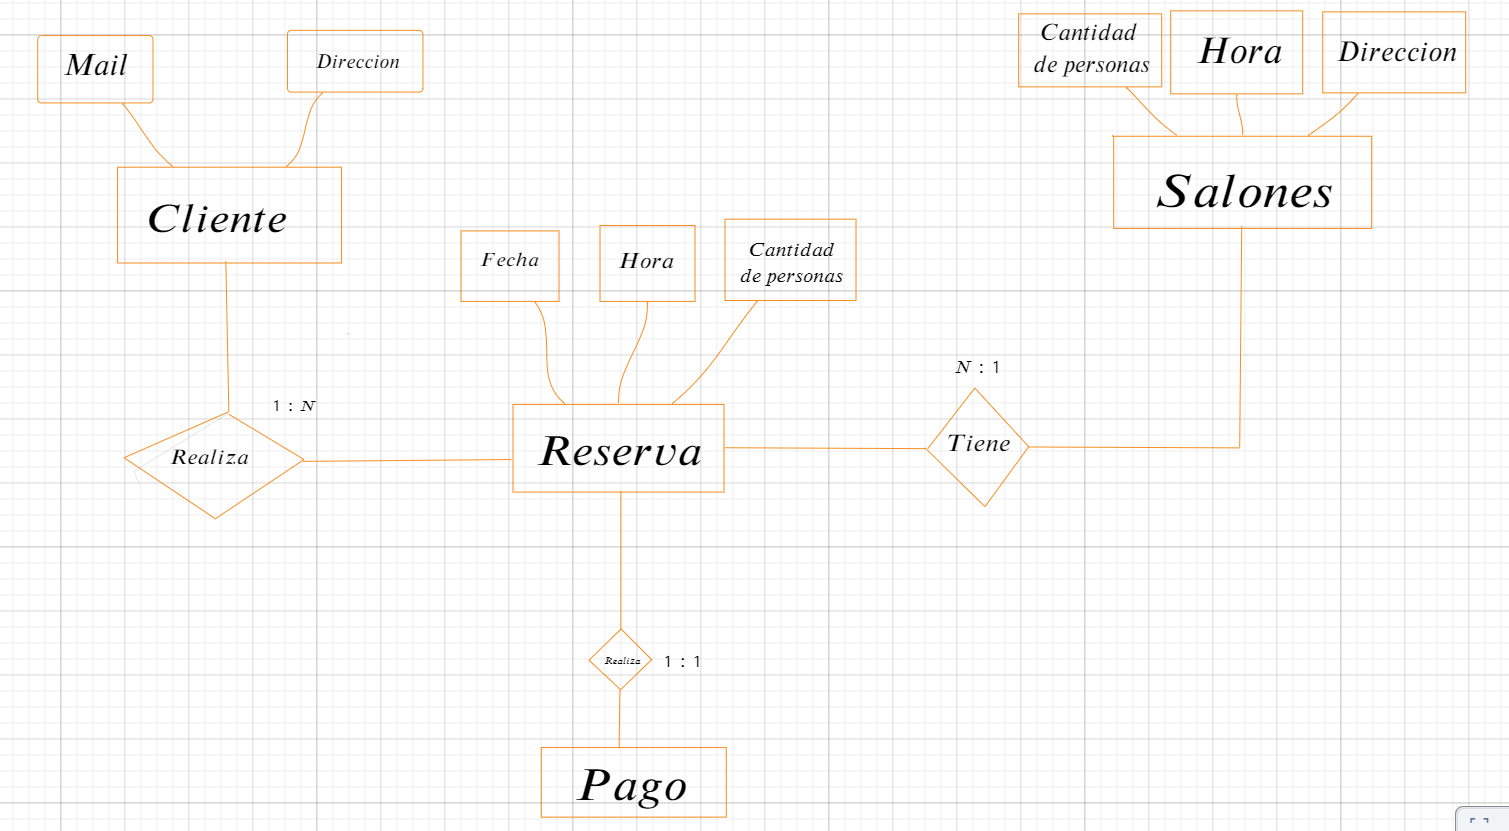 Mail
Direccion
Cantidad
de personas
Hora
Direccion
Cliente
Salones
Fecha
Hora
Cantidad
de personas
1 : N
N : 1
Realiza
Reserva
Tiene
Realiza
1 : 1
Pago